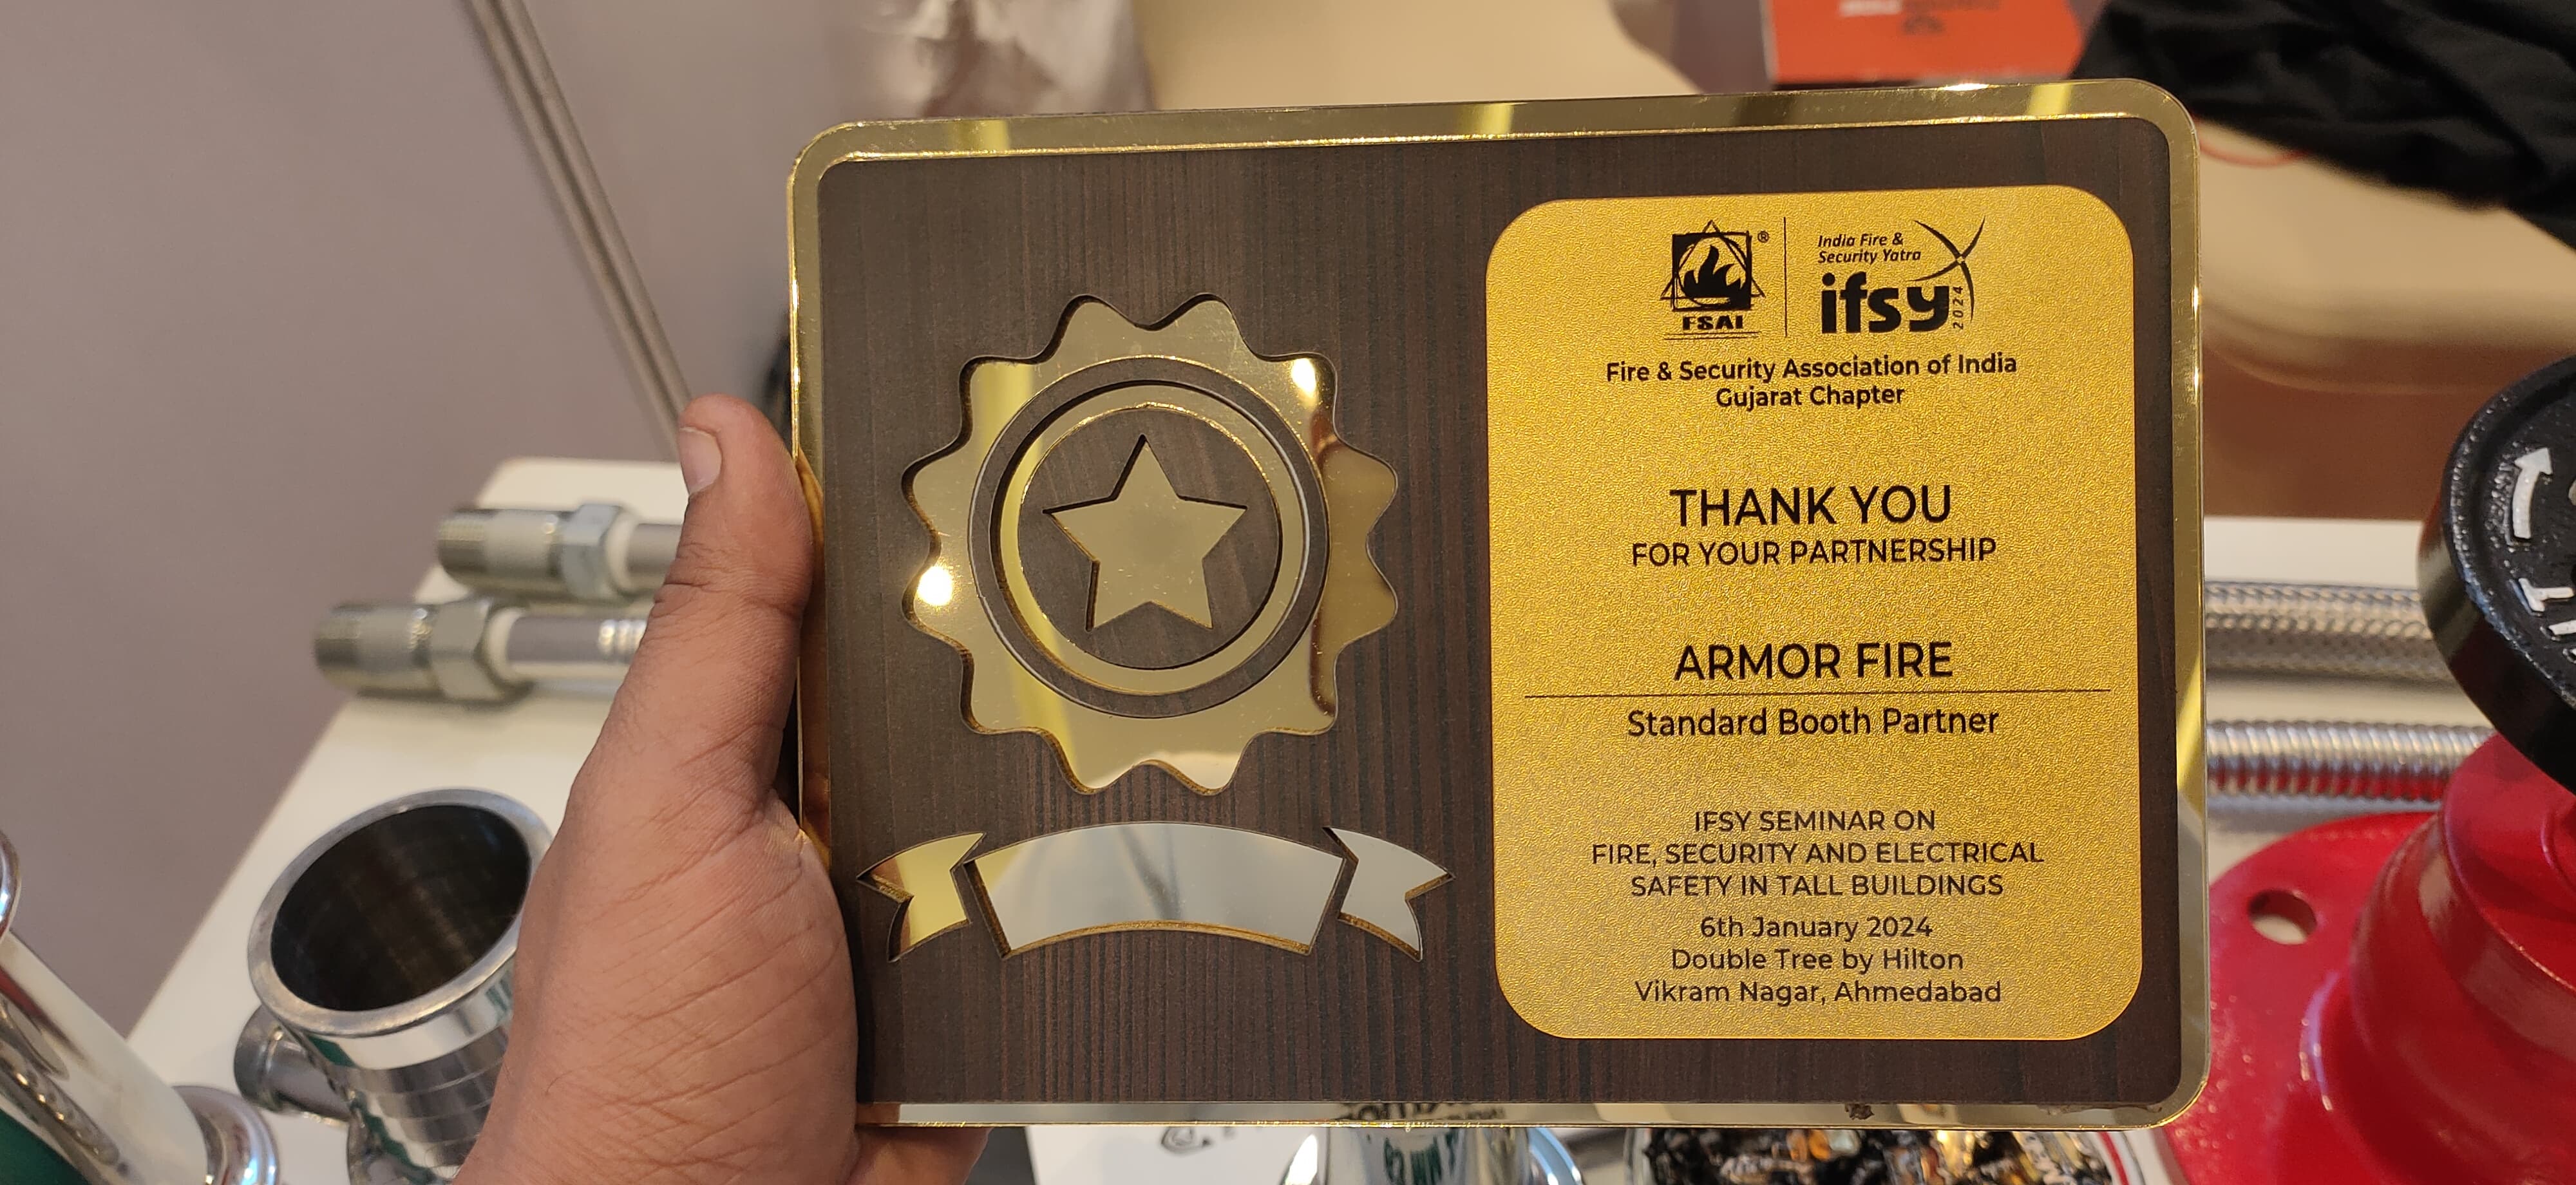 FSAI
®
India Fire &
Security Yatra
ifsy
2024
Fire & Security Association of India
Gujarat Chapter
THANK YOU
FOR YOUR PARTNERSHIP
ARMOR FIRE
Standard Booth Partner
IFSY SEMINAR ON
FIRE, SECURITY AND ELECTRICAL
SAFETY IN TALL BUILDINGS
6th January 2024
Double Tree by Hilton
Vikram Nagar, Ahmedabad